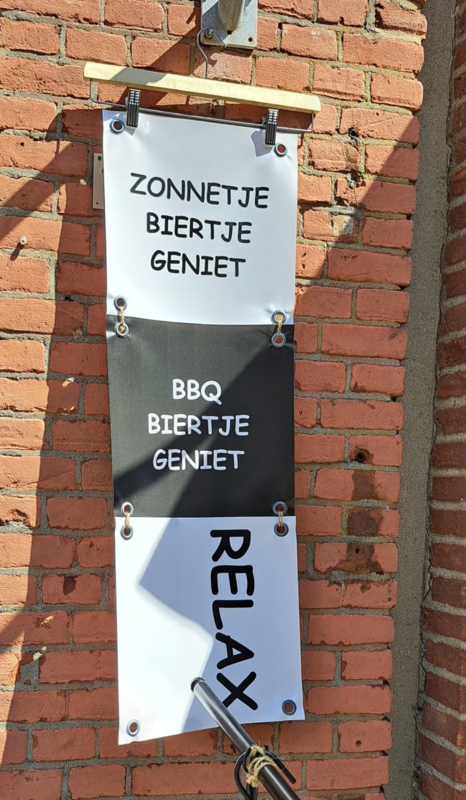 ZONNETJE
BIERTJE
GENIET
BBQ
BIERTJE
GENIET
RELAX